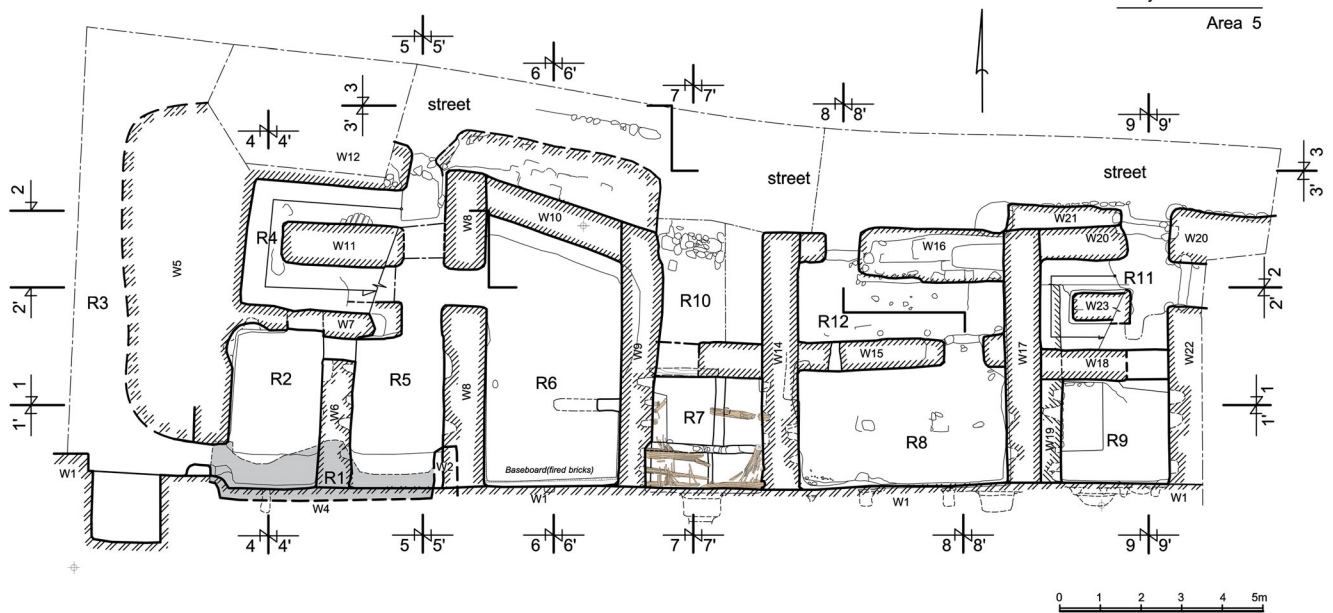 Area 5
5 5'
6 6'
7 7'
8 8'
9 9'
4 4'
3
3'
street
street
street
3
3'
2
2'
2
2'
1
1'
1
1'
W12
W5
R3
R4
W11
W8
W10
W7
R2
R5
W6
W8
R6
W9
R10
R7
W14
R12
W16
W15
R8
W17
W21
W20
W20
R11
W23
W18
W22
W19
R9
R1
W2
Baseboard(fired bricks)
W1
W4
W1
W1
W1
4 4'
5 5'
6 6'
7 7'
8 8'
9 9'
0 1 2 3 4 5m